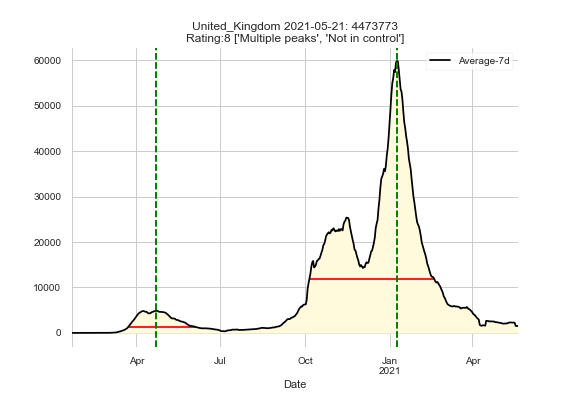 United_Kingdom 2021-05-21: 4473773
Rating:8 ['Multiple peaks', 'Not in control']
Average-7d
60000
50000
40000
30000
20000
10000
0
Apr
Jul
Oct
Jan
2021
Apr
Date